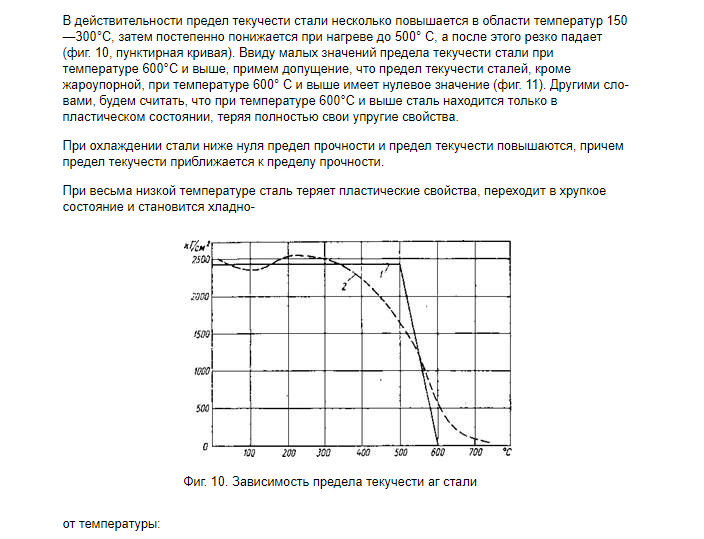 В действительности предел текучести стали несколько повышается в области температур 150
—300°С, затем постепенно понижается при нагреве до 500° С, а после этого резко падает
(фиг. 10, пунктирная кривая). Ввиду малых значений предела текучести стали при
температуре 600°С и выше, примем допущение, что предел текучести сталей, кроме
жароупорной, при температуре 600° С и выше имеет нулевое значение (фиг. 11). Другими сло-
вами, будем считать, что при температуре 600°С и выше сталь находится только в
пластическом состоянии, теряя полностью свои упругие свойства.
При охлаждении стали ниже нуля предел прочности и предел текучести повышаются, причем
предел текучести приближается к пределу прочности.
При весьма низкой температуре сталь теряет пластические свойства, переходит в хрупкое
состояние и становится хладно-
кГ/см²
2500
2000
1500
1000
500
0
1
2
100 200 300 400 500 600 700 °С
Фиг. 10. Зависимость предела текучести аг стали
от температуры: